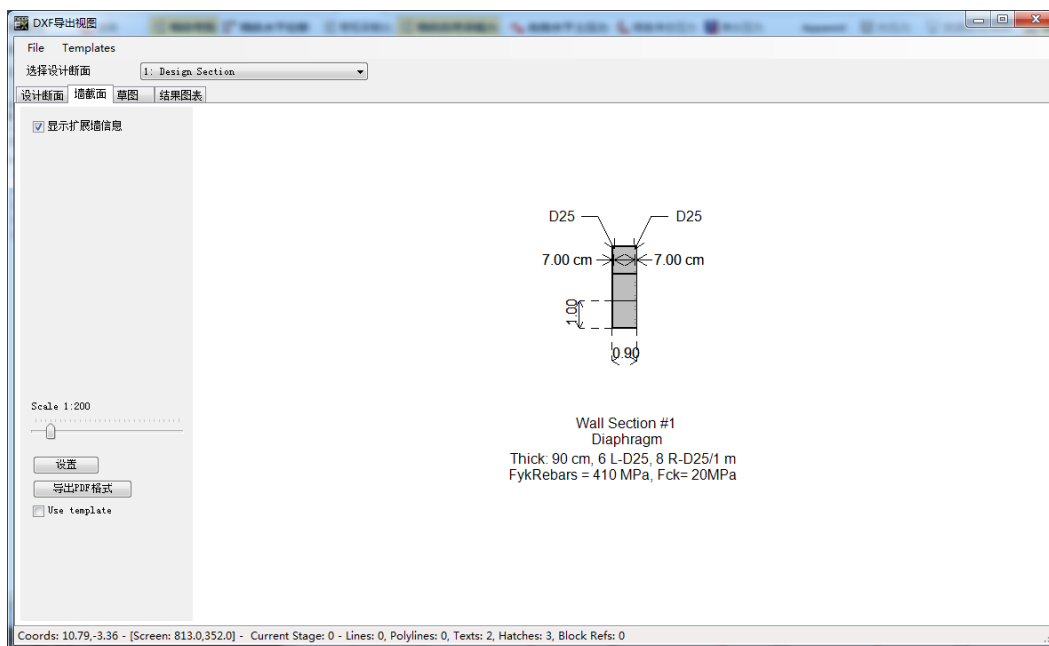 DXF导出视图
File Templates
选择设计断面 1: Design Section
设计断面 墙截面 草图 结果图表
显示扩展墙信息
D25 D25
7.00 cm 7.00 cm
1.00
0.90
Scale 1:200
Wall Section #1
Diaphragm
设置
Thick: 90 cm, 6 L-D25, 8 R-D25/1 m
FykRebars = 410 MPa, Fck= 20MPa
导出PDF格式
Use template
Coords: 10.79,-3.36 - [Screen: 813.0,352.0] - Current Stage: 0 - Lines: 0, Polylines: 0, Texts: 2, Hatches: 3, Block Refs: 0